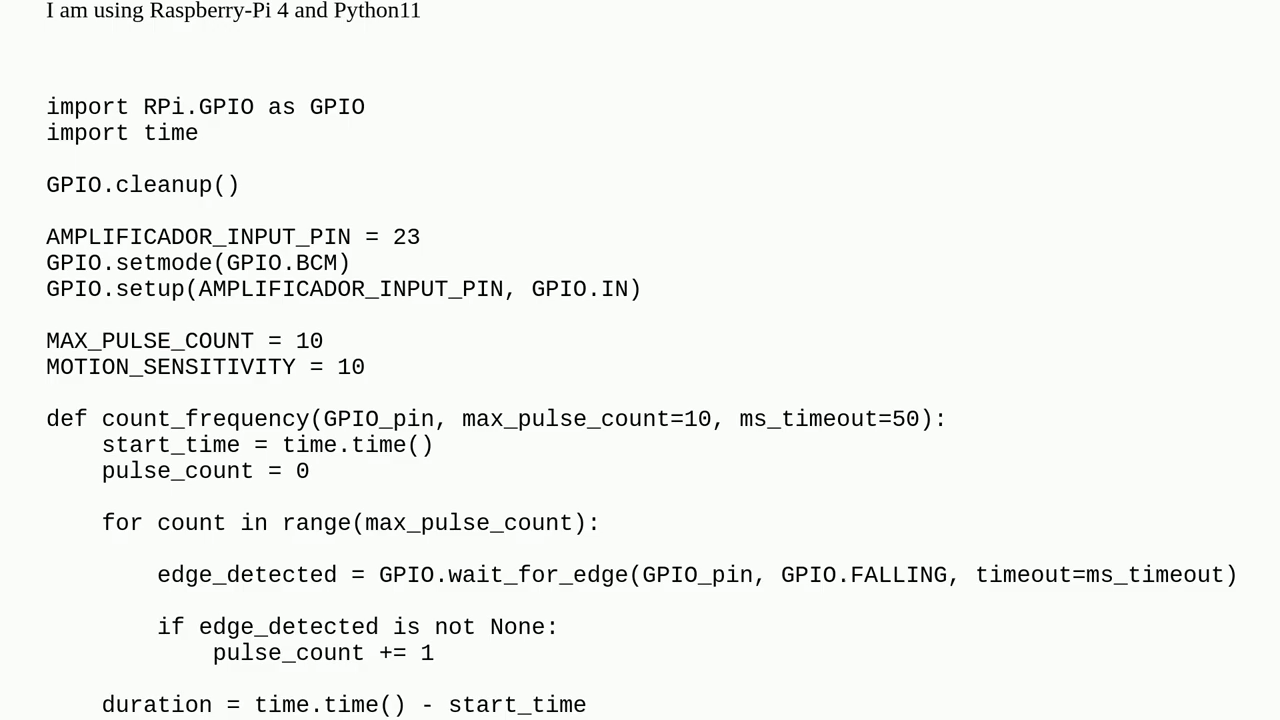 I am using Raspberry-Pi 4 and Python11
import RPi.GPIO as GPIO
import time
GPIO.cleanup()
AMPLIFICADOR_INPUT_PIN = 23
GPIO.setmode(GPIO.BCM)
GPIO.setup(AMPLIFICADOR_INPUT_PIN, GPIO.IN)
MAX_PULSE_COUNT = 10
MOTION_SENSITIVITY = 10
def count_frequency(GPIO_pin, max_pulse_count=10, ms_timeout=50):
    start_time = time.time()
    pulse_count = 0
    for count in range(max_pulse_count):
        edge_detected = GPIO.wait_for_edge(GPIO_pin, GPIO.FALLING, timeout=ms_timeout)
        if edge_detected is not None:
            pulse_count += 1
    duration = time.time() - start_time